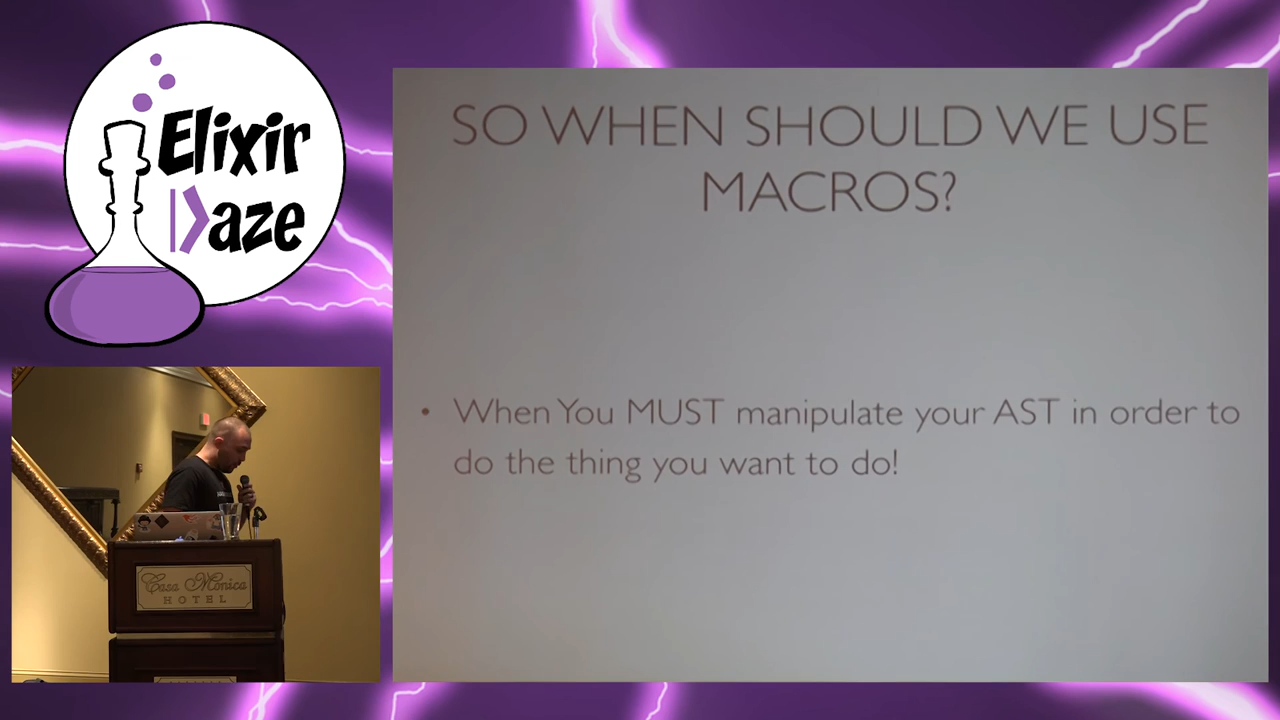 Elixir
|>aze
SO WHEN SHOULD WE USE
MACROS?
• When You MUST manipulate your AST in order to
do the thing you want to do!
Casa Monica
HOTEL